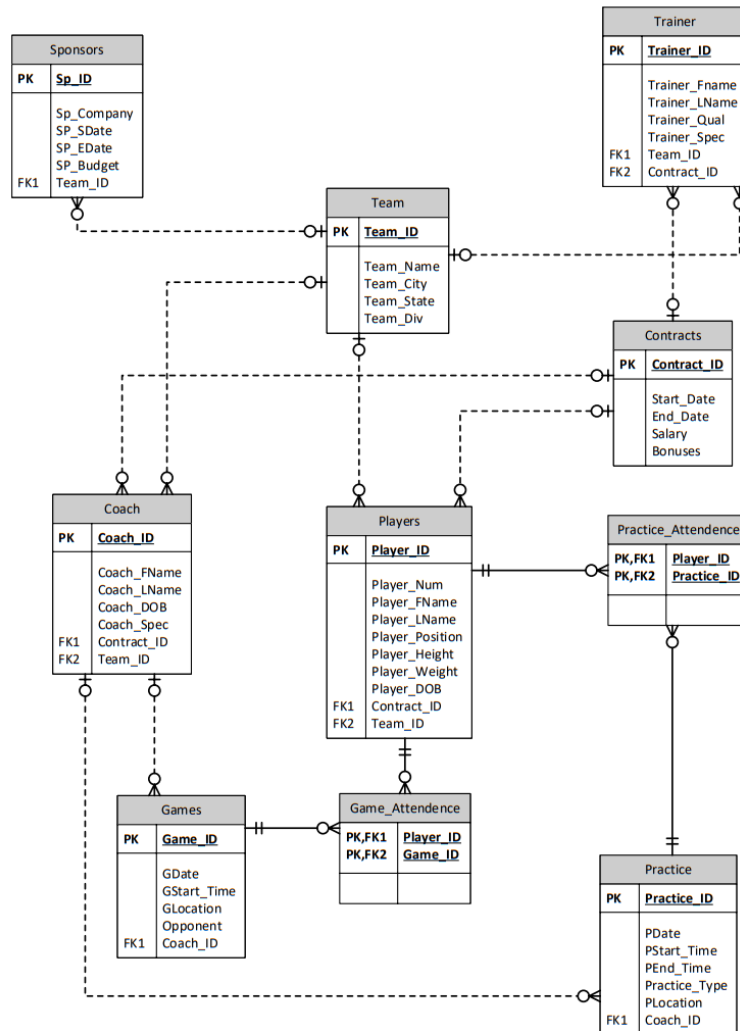 Sponsors
PK Sp_ID
Sp_Company
SP_SDate
SP_EDate
SP_Budget
FK1 Team_ID
Trainer
PK Trainer_ID
Trainer_Fname
Trainer_LName
Trainer_Qual
Trainer_Spec
FK1 Team_ID
FK2 Contract_ID
Team
PK Team_ID
Team_Name
Team_City
Team_State
Team_Div
Contracts
PK Contract_ID
Start_Date
End_Date
Salary
Bonuses
Coach
PK Coach_ID
Coach_FName
Coach_LName
Coach_DOB
Coach_Spec
FK1 Contract_ID
FK2 Team_ID
Players
PK Player_ID
Player_Num
Player_FName
Player_LName
Player_Position
Player_Height
Player_Weight
Player_DOB
FK1 Contract_ID
FK2 Team_ID
Practice_Attendence
PK,FK1 Player_ID
PK,FK2 Practice_ID
Games
PK Game_ID
GDate
GStart_Time
GLocation
Opponent
FK1 Coach_ID
Game_Attendence
PK,FK1 Player_ID
PK,FK2 Game_ID
Practice
PK Practice_ID
PDate
PStart_Time
PEnd_Time
Practice_Type
PLocation
FK1 Coach_ID